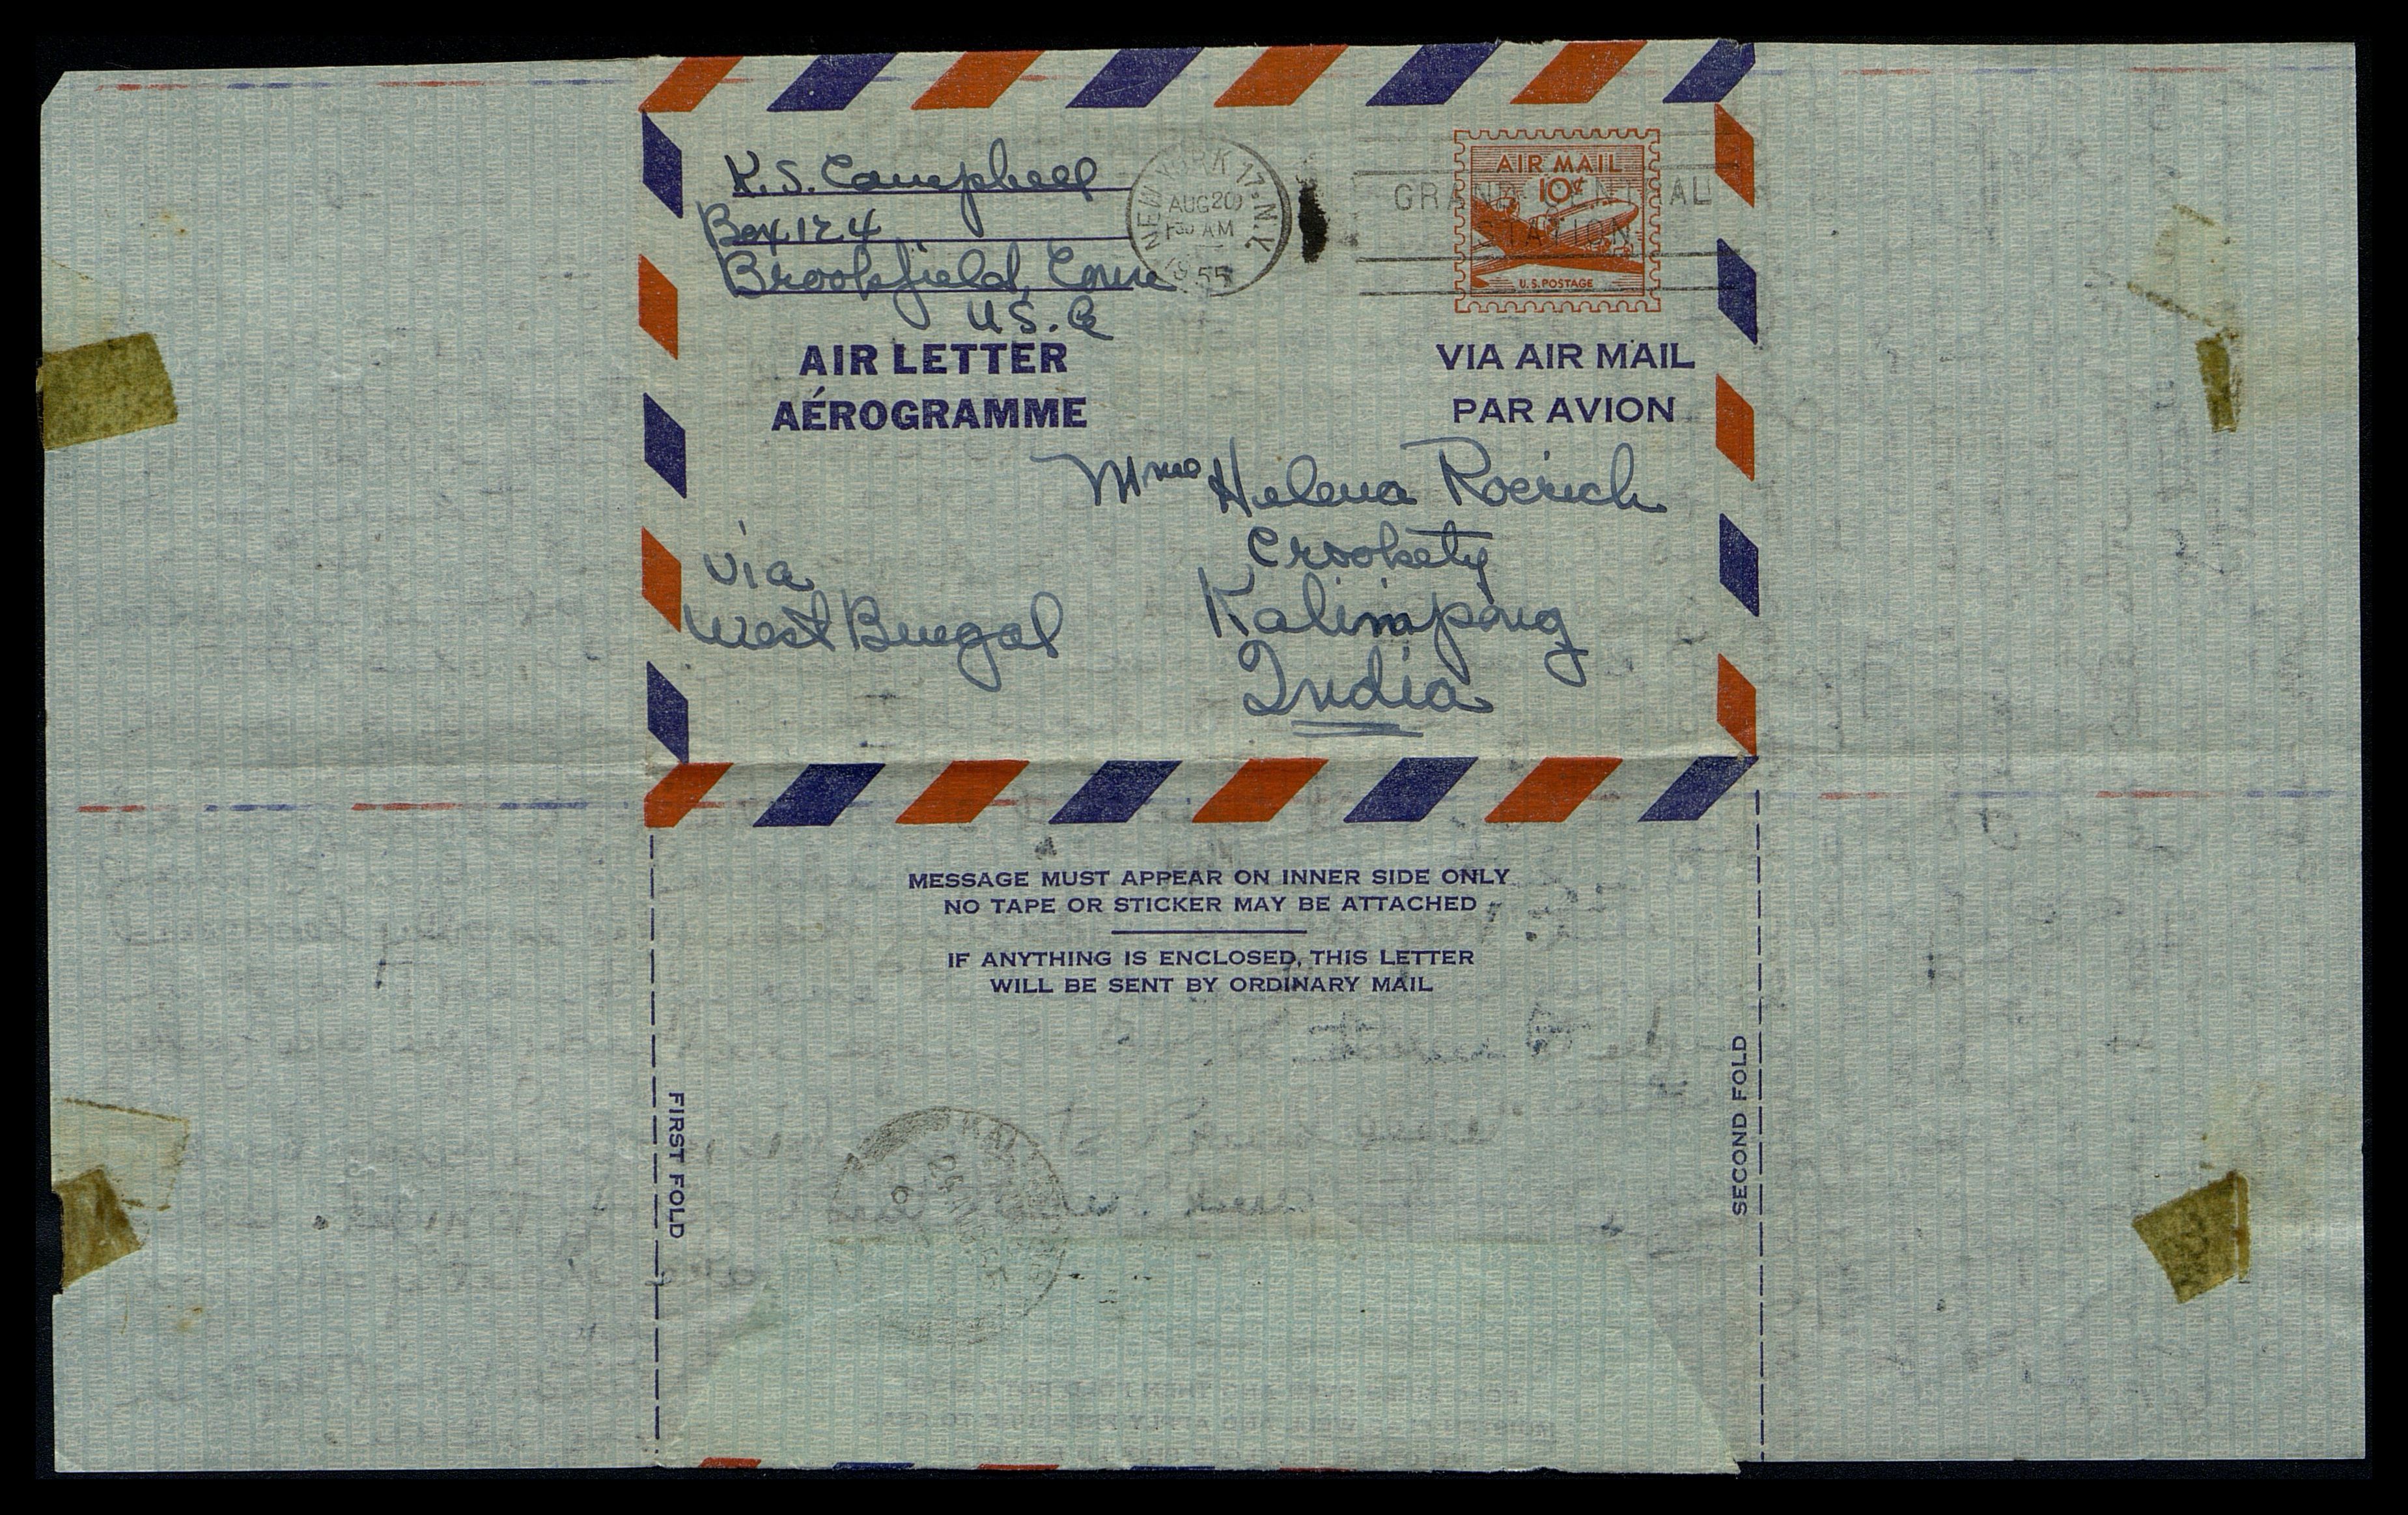 K.S. Campbell
Box 124
Brookfield, Conn
U.S.A
NEW YORK 17, N.Y.
AUG 20
AM
55
GRAND CENTRAL
STATION
AIR MAIL
10¢
U.S. POSTAGE
AIR LETTER
AÉROGRAMME
VIA AIR MAIL
PAR AVION
Mme Helena Roerich
Crookety
Kalimpong
India
via
West Bengal
MESSAGE MUST APPEAR ON INNER SIDE ONLY
NO TAPE OR STICKER MAY BE ATTACHED
IF ANYTHING IS ENCLOSED, THIS LETTER
WILL BE SENT BY ORDINARY MAIL
FIRST FOLD
SECOND FOLD